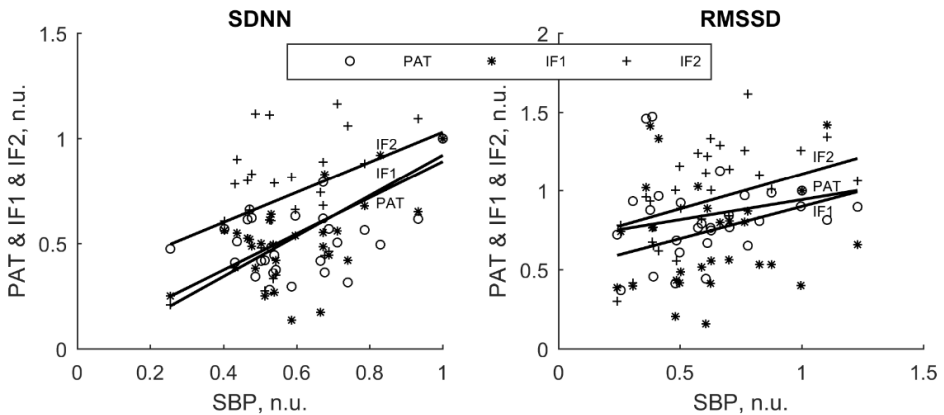 SDNN
RMSSD
PAT IF1 IF2
PAT & IF1 & IF2, n.u.
1.5
1
0.5
0
IF2
IF1
PAT
0 0.2 0.4 0.6 0.8 1
SBP, n.u.
PAT & IF1 & IF2, n.u.
2
1.5
1
0.5
0
IF2
PAT
IF1
0 0.5 1 1.5
SBP, n.u.